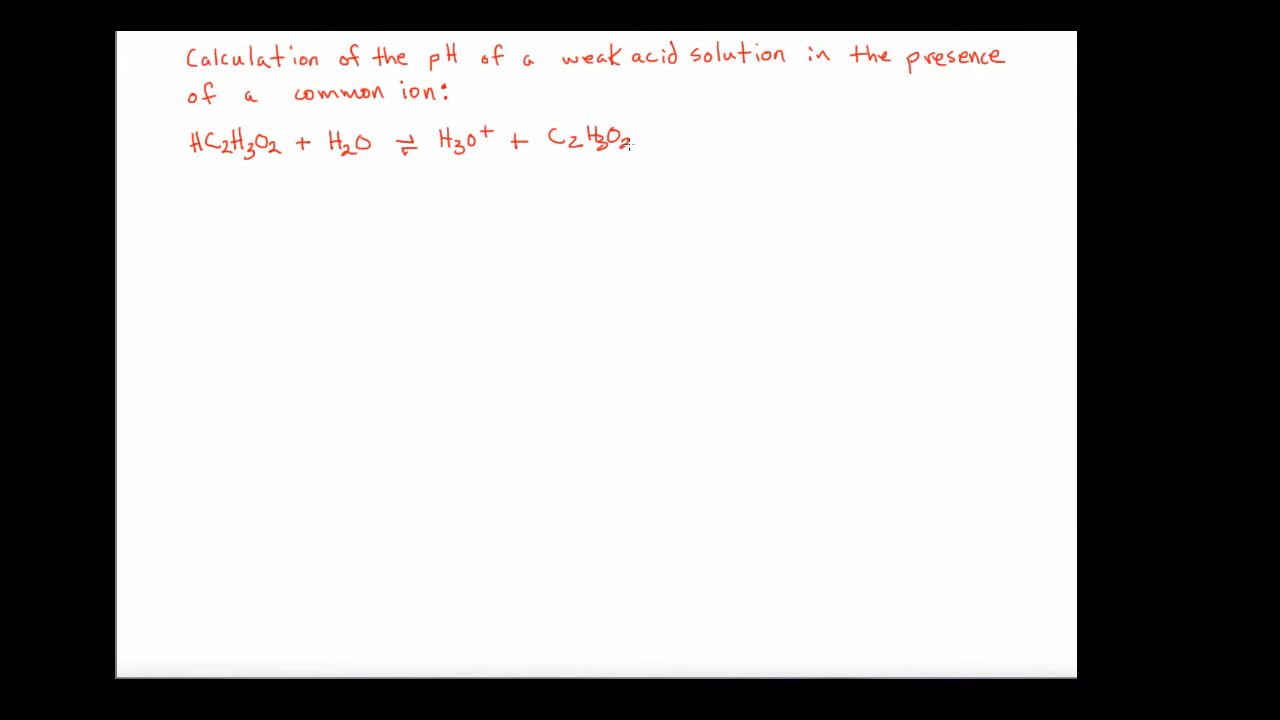 Calculation of the pH of a weak acid solution in the presence
of a common ion:
HC₂H₃O₂ + H₂O ⇌ H₃O⁺ + C₂H₃O₂